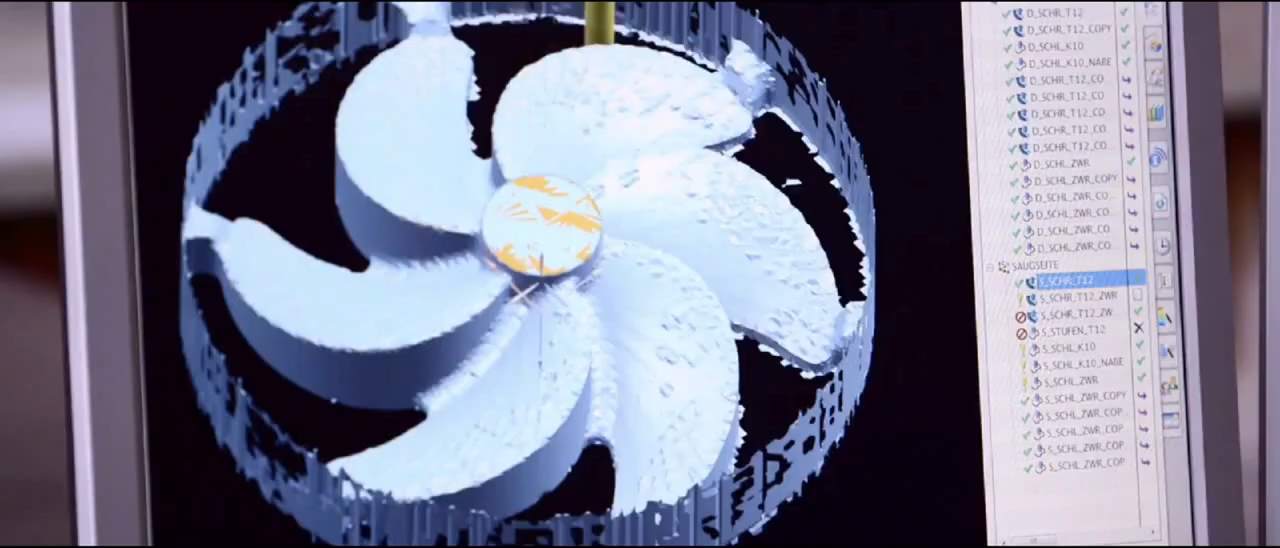 D_SCHR_T12
D_SCHR_T12_COPY
D_SCHL_K10
D_SCHL_K10_NABE
D_SCHR_T12_CO
D_SCHR_T12_CO
D_SCHR_T12_CO
D_SCHR_T12_CO.
D_SCHR_T12_CO...
D_SCHL_ZWR
D_SCHL_ZWR_COPY
D_SCHL_ZWR_CO...
D_SCHL_ZWR_CO.
D_SCHL_ZWR_CO
D_SCHL_ZWR_CO.
SAUGSEITE
S_SCHR_T12
S_SCHR_T12_ZWR
S_SCHR_T12_ZW
S_STUFEN_T12
S_SCHL_K10
S_SCHL_K10_NABE
S_SCHL_ZWR
S_SCHL_ZWR_COPY
S_SCHL_ZWR_COP.
S_SCHL_ZWR_COP
S_SCHL_ZWR_COP
S_SCHL_ZWR_COP